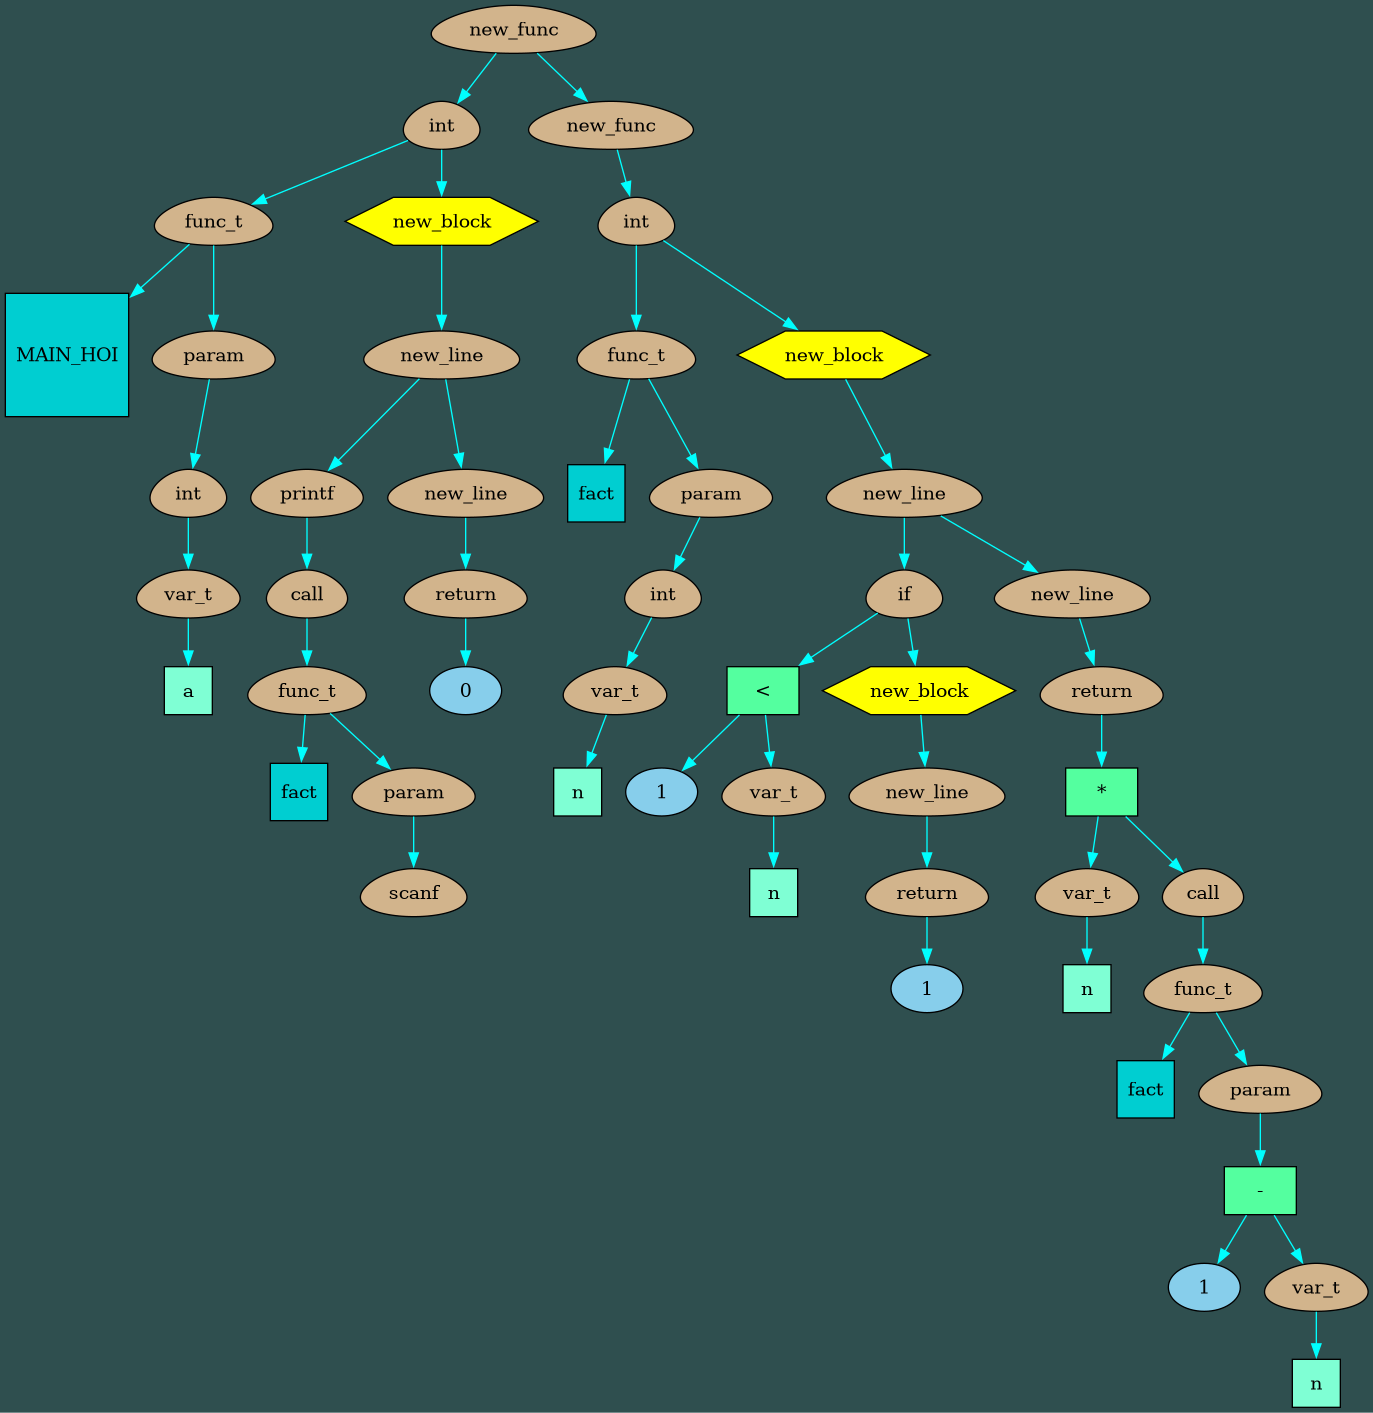 new_func
int new_func
func_t new_block int
MAIN_HOI param new_line func_t new_block
int printf new_line fact param new_line
var_t call return int if new_line
a func_t 0 var_t < new_block return
fact param n 1 var_t new_line *
scanf n return var_t call
1 n func_t
fact param
-
1 var_t
n